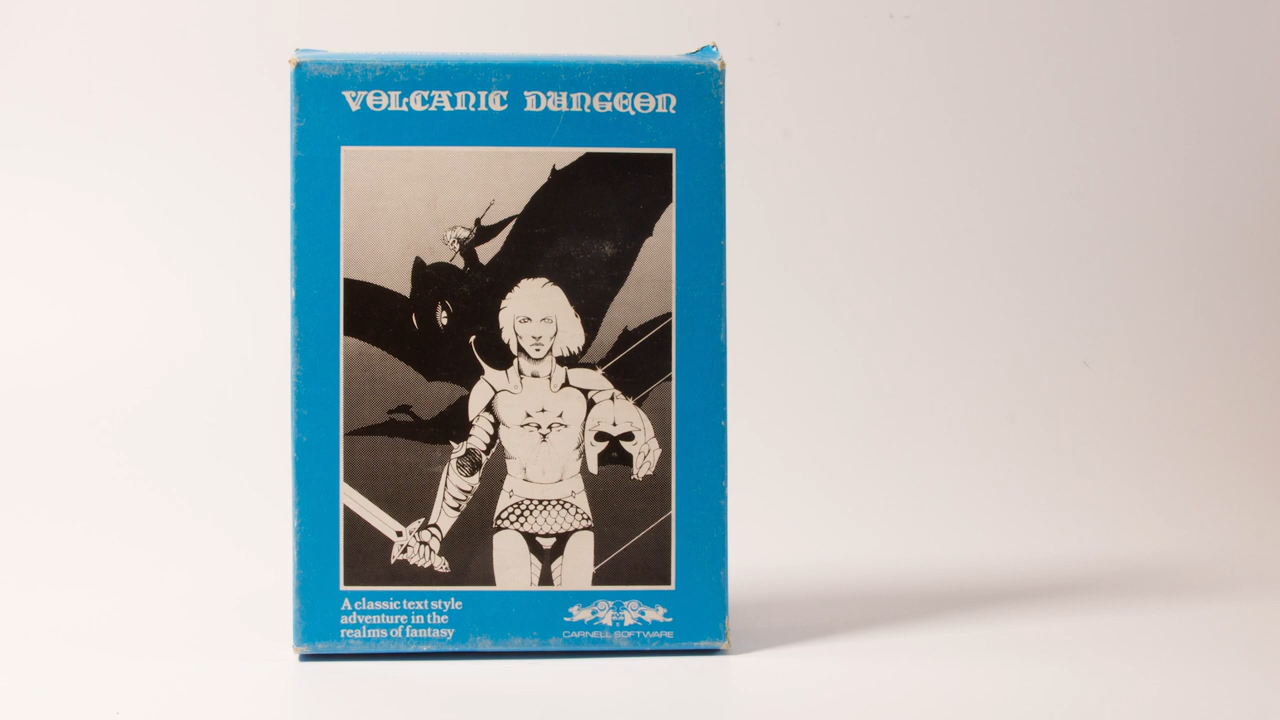 VOLCANIC DUNGEON
A classic text style
adventure in the
realms of fantasy
CARNELL SOFTWARE